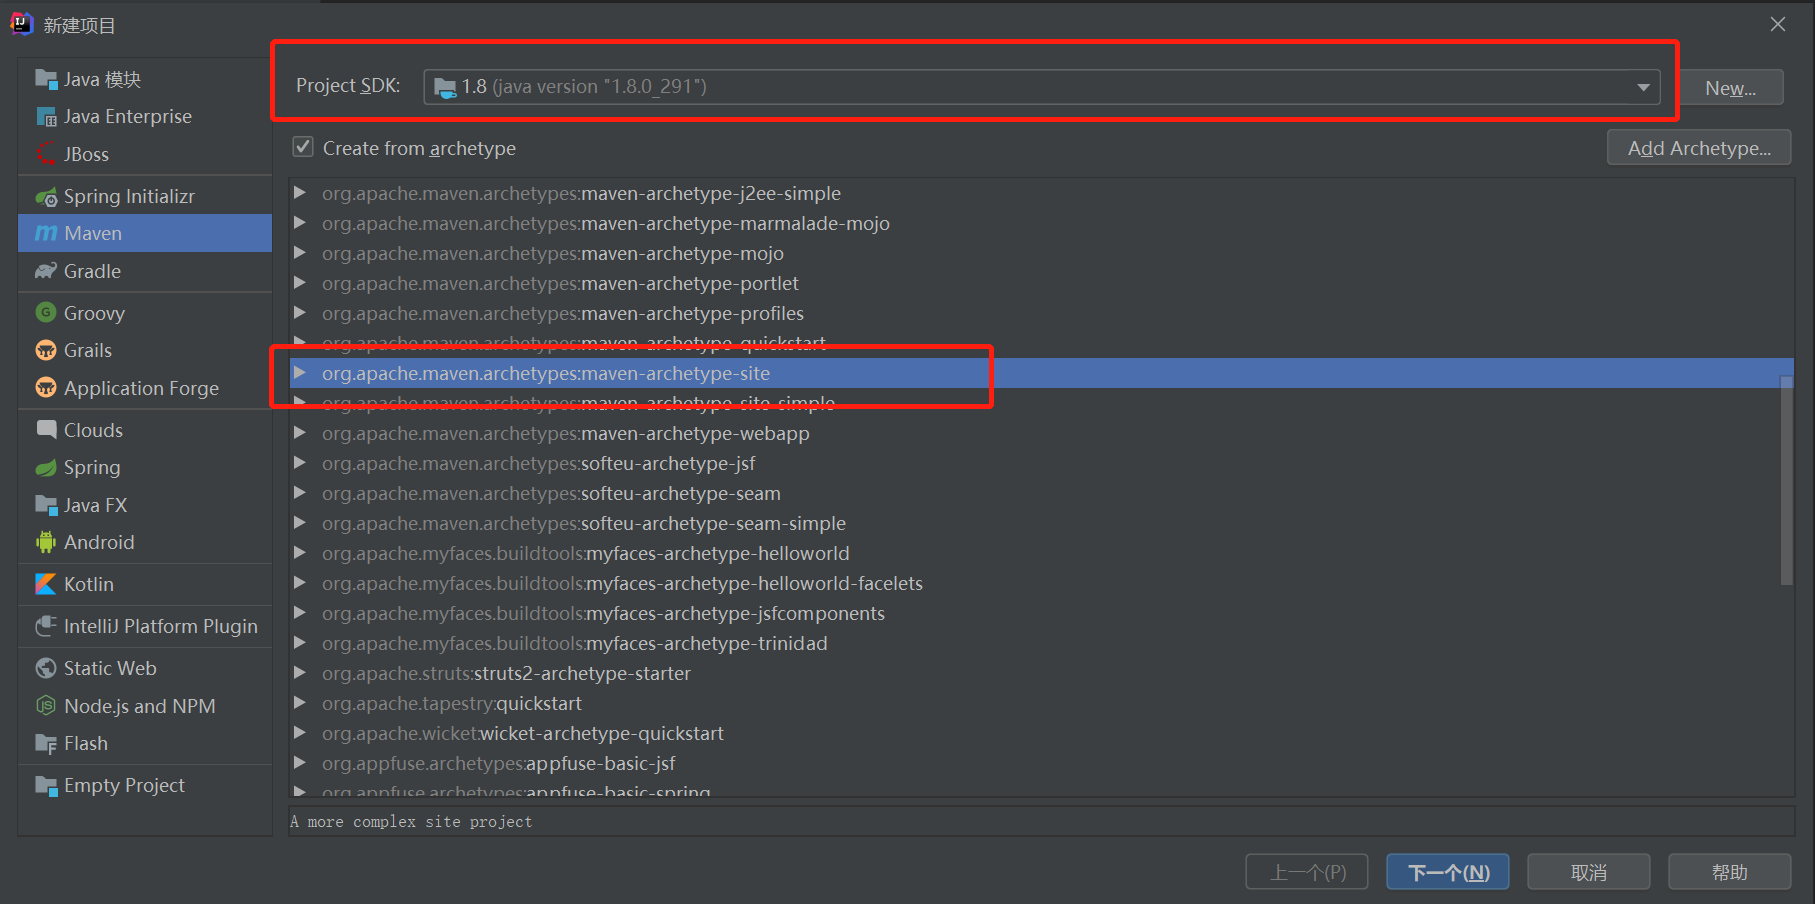 新建项目
Java 模块
Java Enterprise
JBoss
Spring Initializr
Maven
Gradle
Groovy
Grails
Application Forge
Clouds
Spring
Java FX
Android
Kotlin
IntelliJ Platform Plugin
Static Web
Node.js and NPM
Flash
Empty Project
Project SDK: 1.8 (java version "1.8.0_291") New...
Create from archetype Add Archetype...
org.apache.maven.archetypes:maven-archetype-j2ee-simple
org.apache.maven.archetypes:maven-archetype-marmalade-mojo
org.apache.maven.archetypes:maven-archetype-mojo
org.apache.maven.archetypes:maven-archetype-portlet
org.apache.maven.archetypes:maven-archetype-profiles
org.apache.maven.archetypes:maven-archetype-quickstart
org.apache.maven.archetypes:maven-archetype-site
org.apache.maven.archetypes:maven-archetype-site-simple
org.apache.maven.archetypes:maven-archetype-webapp
org.apache.maven.archetypes:softeu-archetype-jsf
org.apache.maven.archetypes:softeu-archetype-seam
org.apache.maven.archetypes:softeu-archetype-seam-simple
org.apache.myfaces.buildtools:myfaces-archetype-helloworld
org.apache.myfaces.buildtools:myfaces-archetype-helloworld-facelets
org.apache.myfaces.buildtools:myfaces-archetype-jsfcomponents
org.apache.myfaces.buildtools:myfaces-archetype-trinidad
org.apache.struts:struts2-archetype-starter
org.apache.tapestry:quickstart
org.apache.wicket:wicket-archetype-quickstart
org.appfuse.archetypes:appfuse-basic-jsf
org.appfuse.archetypes:appfuse-basic-spring
A more complex site project
上一个(P) 下一个(N) 取消 帮助